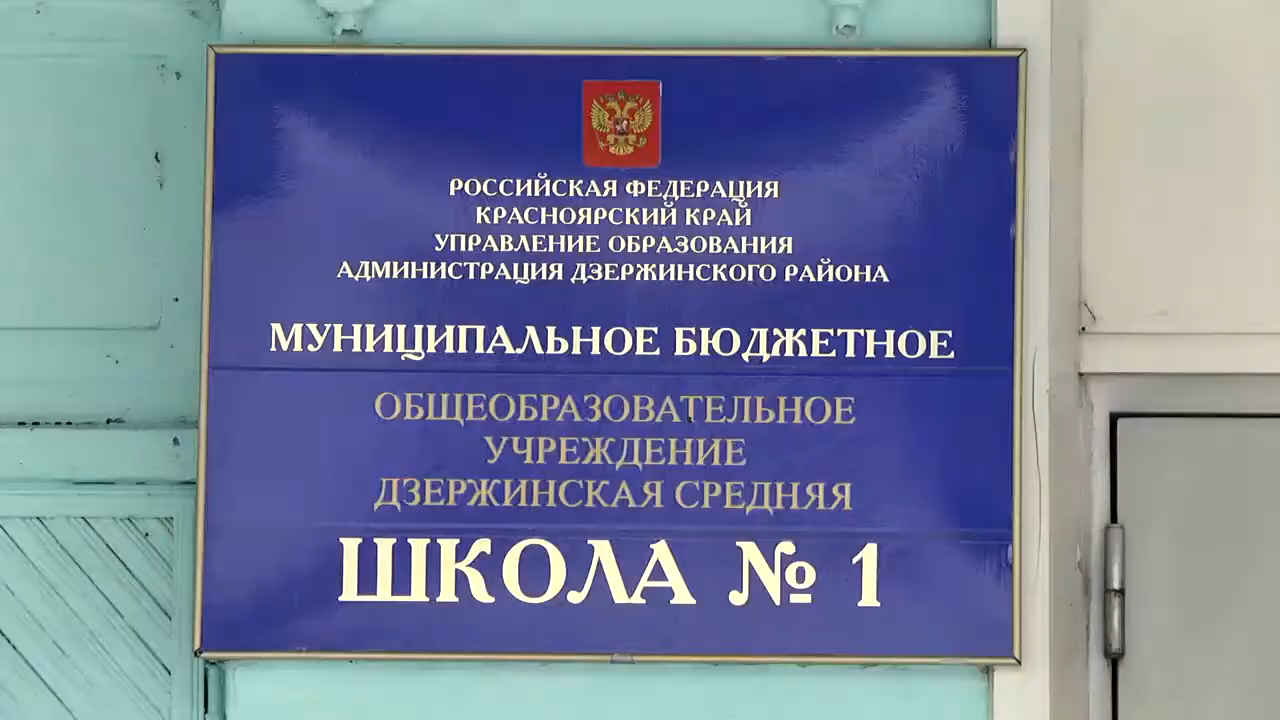 РОССИЙСКАЯ ФЕДЕРАЦИЯ
КРАСНОЯРСКИЙ КРАЙ
УПРАВЛЕНИЕ ОБРАЗОВАНИЯ
АДМИНИСТРАЦИЯ ДЗЕРЖИНСКОГО РАЙОНА
МУНИЦИПАЛЬНОЕ БЮДЖЕТНОЕ
ОБЩЕОБРАЗОВАТЕЛЬНОЕ
УЧРЕЖДЕНИЕ
ДЗЕРЖИНСКАЯ СРЕДНЯЯ
ШКОЛА № 1